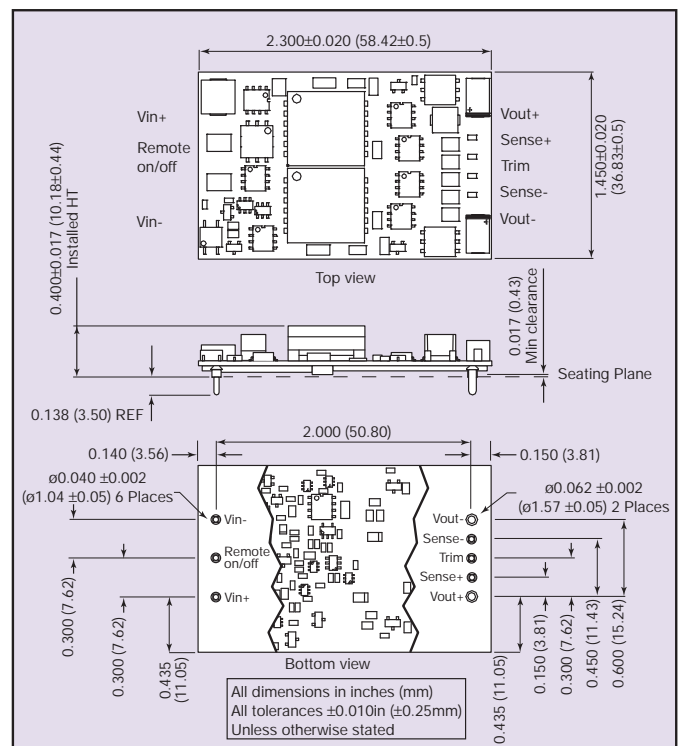 2.300±0.020 (58.42±0.5)
Vin+
Remote
on/off
Vin-
Vout+
Sense+
Trim
Sense-
Vout-
1.450±0.020
(36.83±0.5)
Top view
0.400±0.017 (10.18±0.44)
Installed HT
0.017 (0.43)
Min clearance
Seating Plane
0.138 (3.50) REF
2.000 (50.80)
0.140 (3.56)
0.150 (3.81)
ø0.040 ±0.002
(ø1.04 ±0.05) 6 Places
ø0.062 ±0.002
(ø1.57 ±0.05) 2 Places
Vin-
Remote
on/off
Vin+
Vout-
Sense-
Trim
Sense+
Vout+
0.300 (7.62)
0.300 (7.62)
0.435
(11.05)
Bottom view
0.435 (11.05)
0.150 (3.81)
0.300 (7.62)
0.450 (11.43)
0.600 (15.24)
All dimensions in inches (mm)
All tolerances ±0.010in (±0.25mm)
Unless otherwise stated